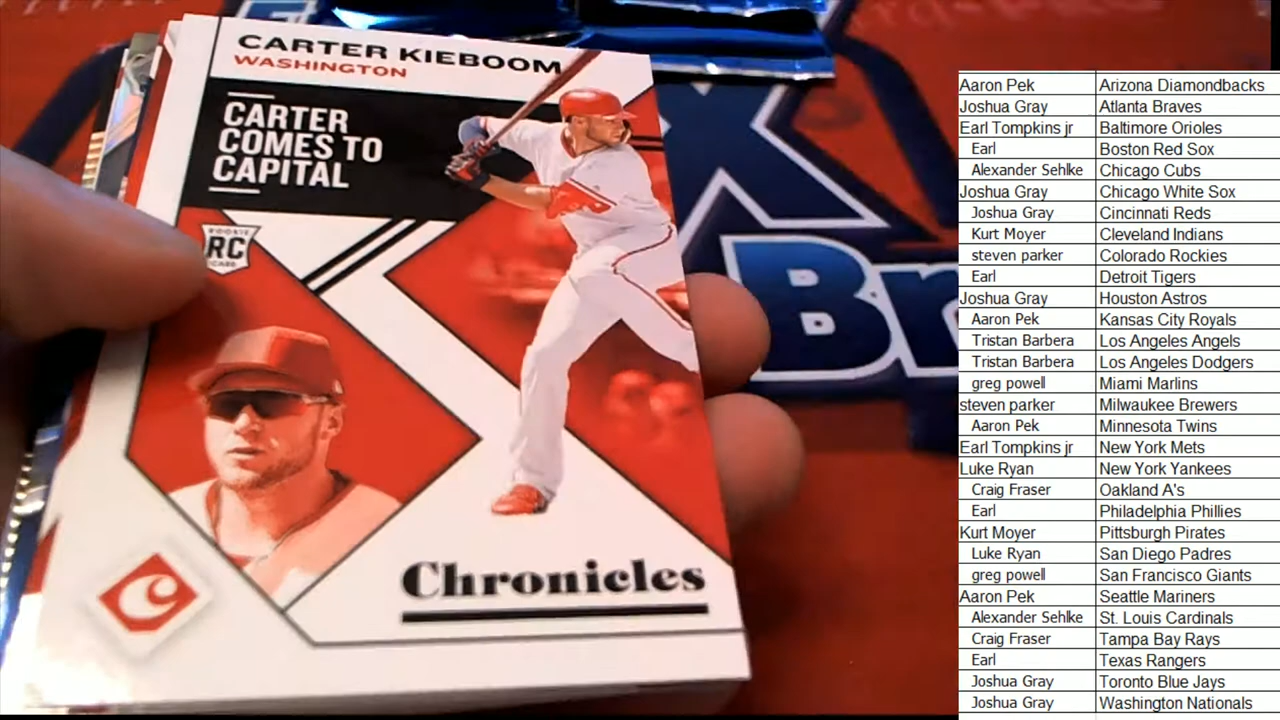 CARTER KIEBOOM
WASHINGTON
CARTER
COMES TO
CAPITAL
ROOKIE
RC
CARD
Chronicles
C
X
Br
Aaron Pek Arizona Diamondbacks
Joshua Gray Atlanta Braves
Earl Tompkins jr Baltimore Orioles
Earl Boston Red Sox
Alexander Sehlke Chicago Cubs
Joshua Gray Chicago White Sox
Joshua Gray Cincinnati Reds
Kurt Moyer Cleveland Indians
steven parker Colorado Rockies
Earl Detroit Tigers
Joshua Gray Houston Astros
Aaron Pek Kansas City Royals
Tristan Barbera Los Angeles Angels
Tristan Barbera Los Angeles Dodgers
greg powell Miami Marlins
steven parker Milwaukee Brewers
Aaron Pek Minnesota Twins
Earl Tompkins jr New York Mets
Luke Ryan New York Yankees
Craig Fraser Oakland A's
Earl Philadelphia Phillies
Kurt Moyer Pittsburgh Pirates
Luke Ryan San Diego Padres
greg powell San Francisco Giants
Aaron Pek Seattle Mariners
Alexander Sehlke St. Louis Cardinals
Craig Fraser Tampa Bay Rays
Earl Texas Rangers
Joshua Gray Toronto Blue Jays
Joshua Gray Washington Nationals